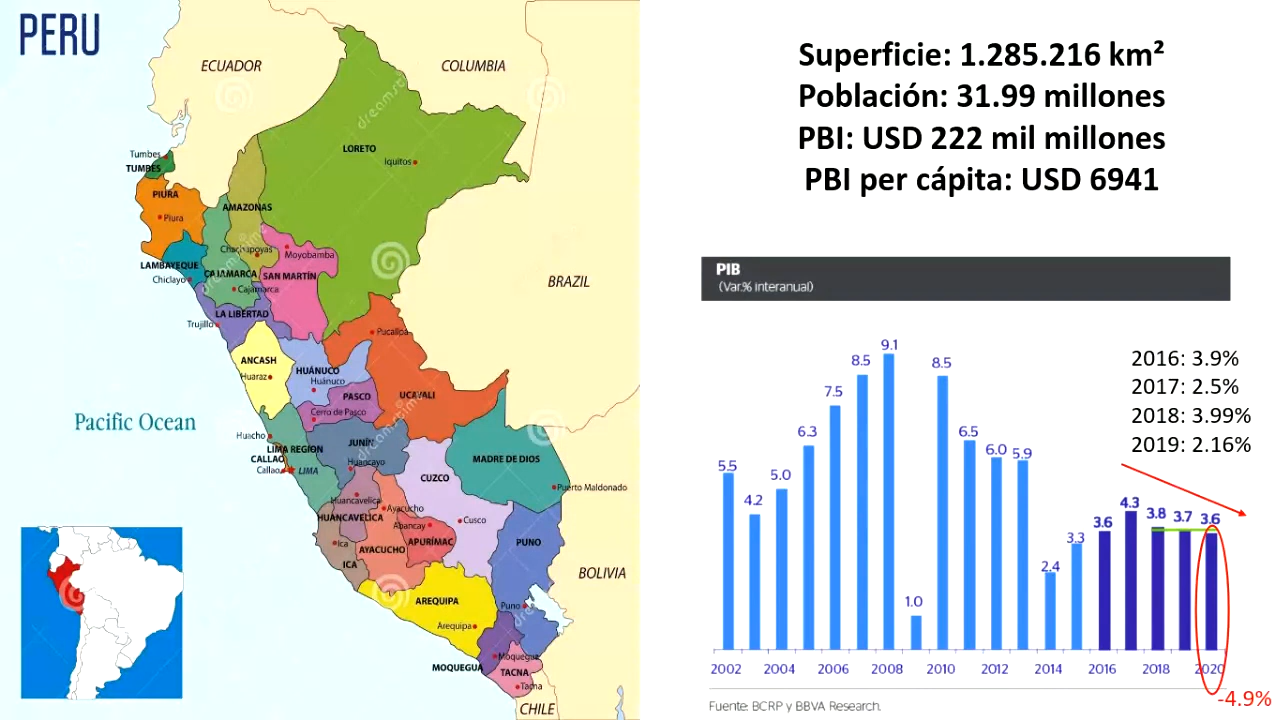 PERU
ECUADOR
COLUMBIA
LORETO
Iquitos
Tumbes
TUMBES
PIURA
Piura
AMAZONAS
Chachapoyas
Moyobamba
LAMBAYEQUE
CAJAMARCA
SAN MARTÍN
Chiclayo
Cajamarca
BRAZIL
LA LIBERTAD
Trujillo
Pucallpa
ANCASH
HUÁNUCO
Huaraz
Huánuco
PASCO
UCAYALI
Cerro de Pasco
Pacific Ocean
Huacho
JUNÍN
LIMA REGION
CALLAO
Callao
LIMA
Huancayo
MADRE DE DIOS
CUZCO
Puerto Maldonado
Huancavelica
Ayacucho
HUANCAVELICA
Abancay
Cusco
Ica
AYACUCHO
APURÍMAC
PUNO
ICA
BOLIVIA
AREQUIPA
Puno
Arequipa
MOQUEGUA
Moquegua
TACNA
Tacna
CHILE
dreamstime
Superficie: 1.285.216 km²
Población: 31.99 millones
PBI: USD 222 mil millones
PBI per cápita: USD 6941
PIB
(Var.% interanual)
2016: 3.9%
2017: 2.5%
2018: 3.99%
2019: 2.16%
5.5 4.2 5.0 6.3 7.5 8.5 9.1 1.0 8.5 6.5 6.0 5.9 2.4 3.3 3.6 4.3 3.8 3.7 3.6
2002 2004 2006 2008 2010 2012 2014 2016 2018 2020
-4.9%
Fuente: BCRP y BBVA Research.